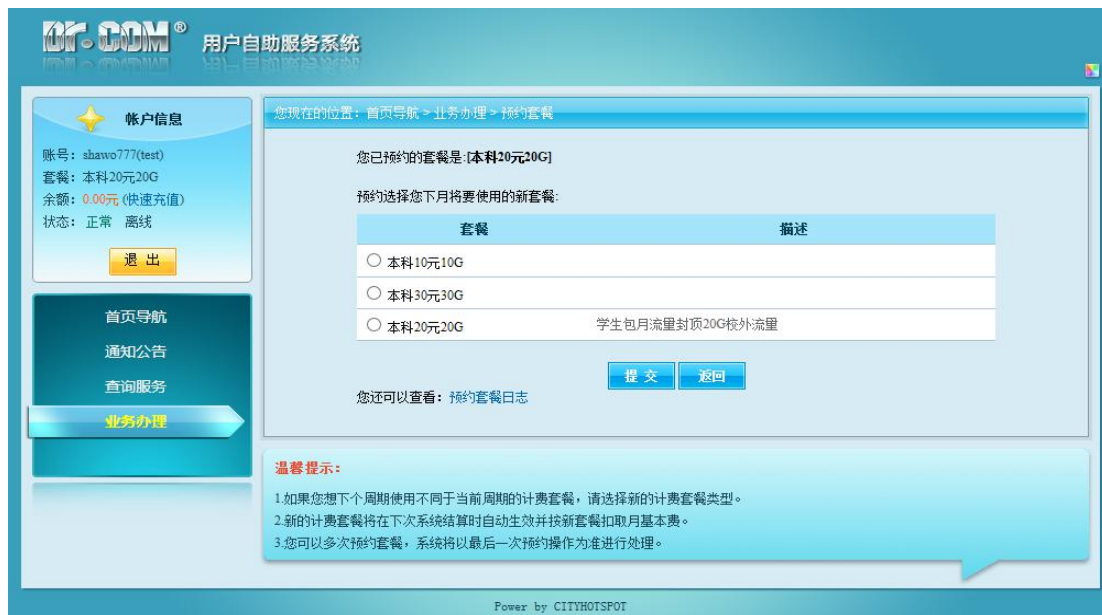 Dr.COM® 用户自助服务系统
帐户信息
账号：shawo777(test)
套餐：本科20元20G
余额：0.00元 (快速充值)
状态：正常 离线
退 出
首页导航
通知公告
查询服务
业务办理
您现在的位置：首页导航 > 业务办理 > 预约套餐
您已预约的套餐是:[本科20元20G]
预约选择您下月将要使用的新套餐:
套餐 描述
本科10元10G
本科30元30G
本科20元20G 学生包月流量封顶20G校外流量
提 交 返回
您还可以查看：预约套餐日志
温馨提示：
1.如果您想下个周期使用不同于当前周期的计费套餐，请选择新的计费套餐类型。
2.新的计费套餐将在下次系统结算时自动生效并按新套餐扣取月基本费。
3.您可以多次预约套餐，系统将以最后一次预约操作为准进行处理。
Power by CITYHOTSPOT